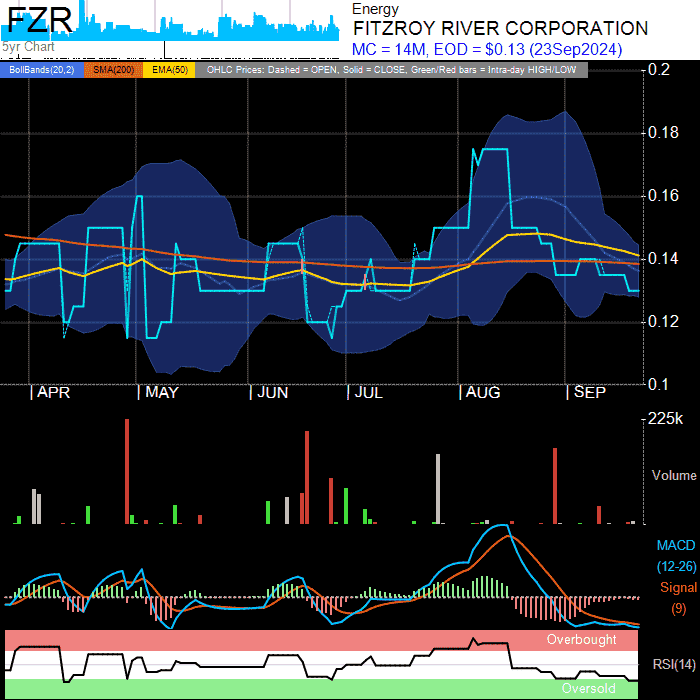 FZR
5yr Chart
Energy
FITZROY RIVER CORPORATION
MC = 14M, EOD = $0.13 (23Sep2024)
BollBands(20,2) SMA(200) EMA(50) OHLC Prices: Dashed = OPEN, Solid = CLOSE, Green/Red bars = Intra-day HIGH/LOW
0.2
0.18
0.16
0.14
0.12
0.1
|APR |MAY |JUN |JUL |AUG |SEP
225k
Volume
MACD
(12-26)
Signal
(9)
Overbought
RSI(14)
Oversold